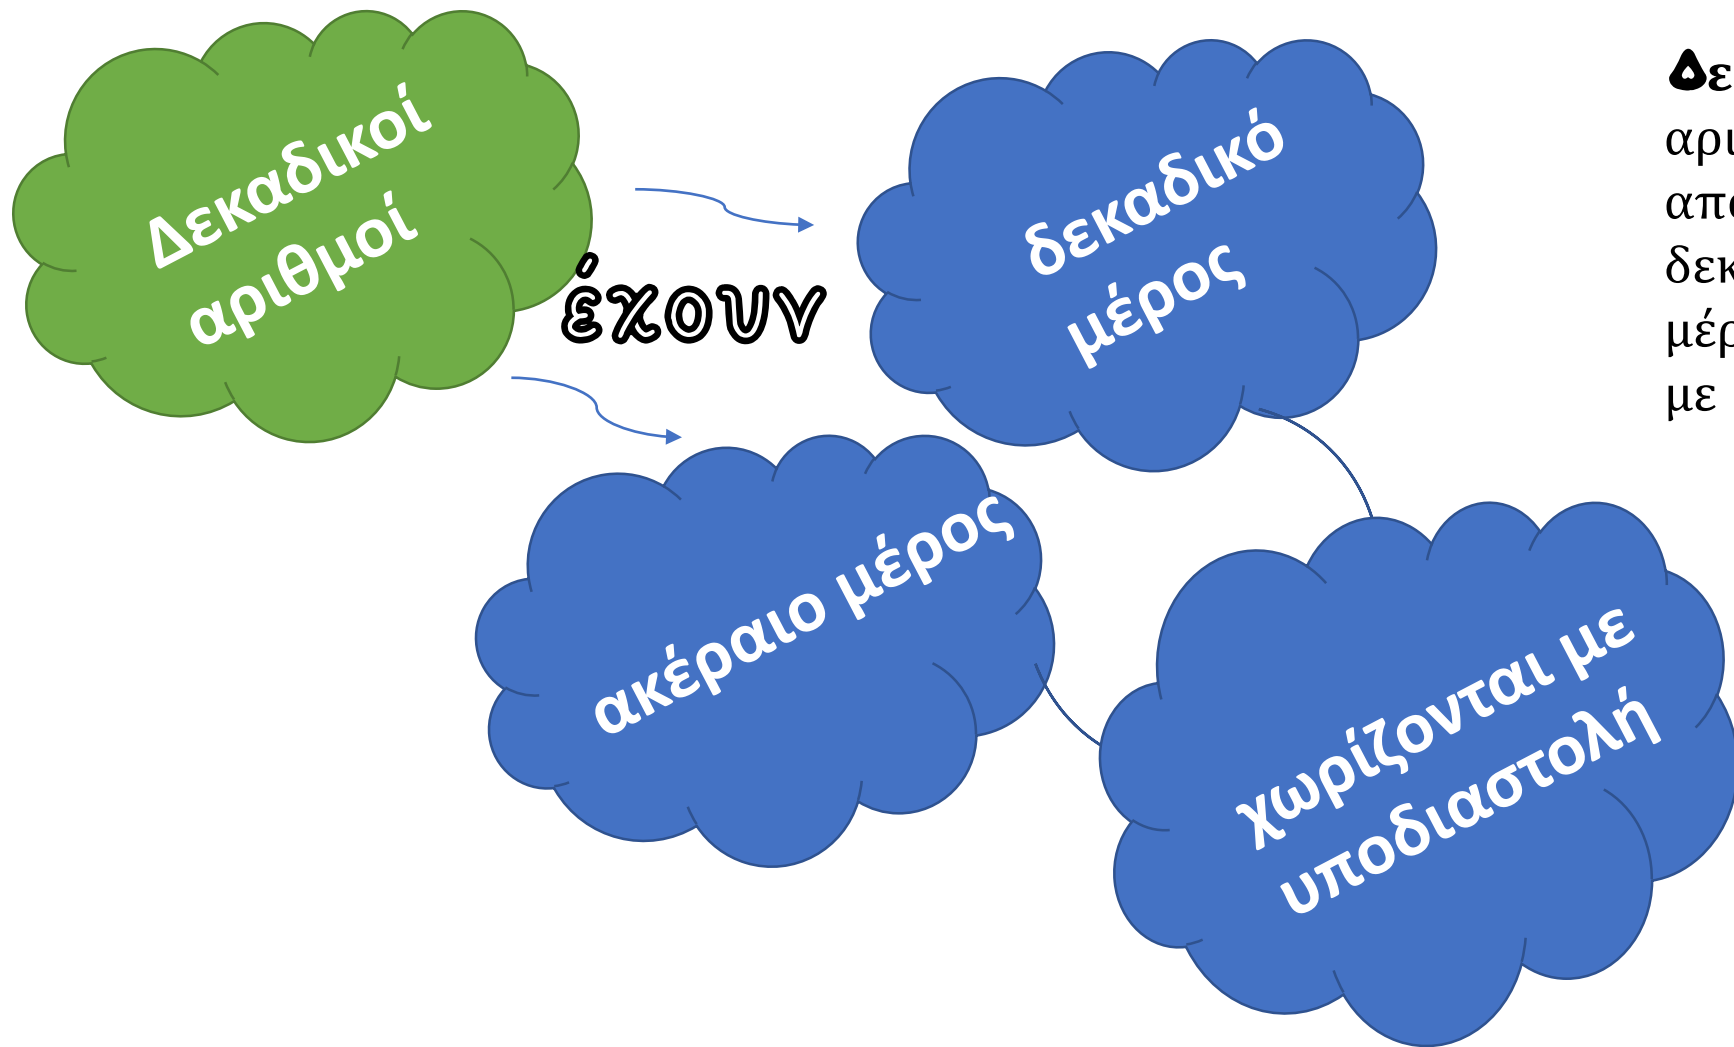 Δεκαδικοί
αριθμοί
έχουν
δεκαδικό
μέρος
ακέραιο μέρος
χωρίζονται με
υποδιαστολή
με